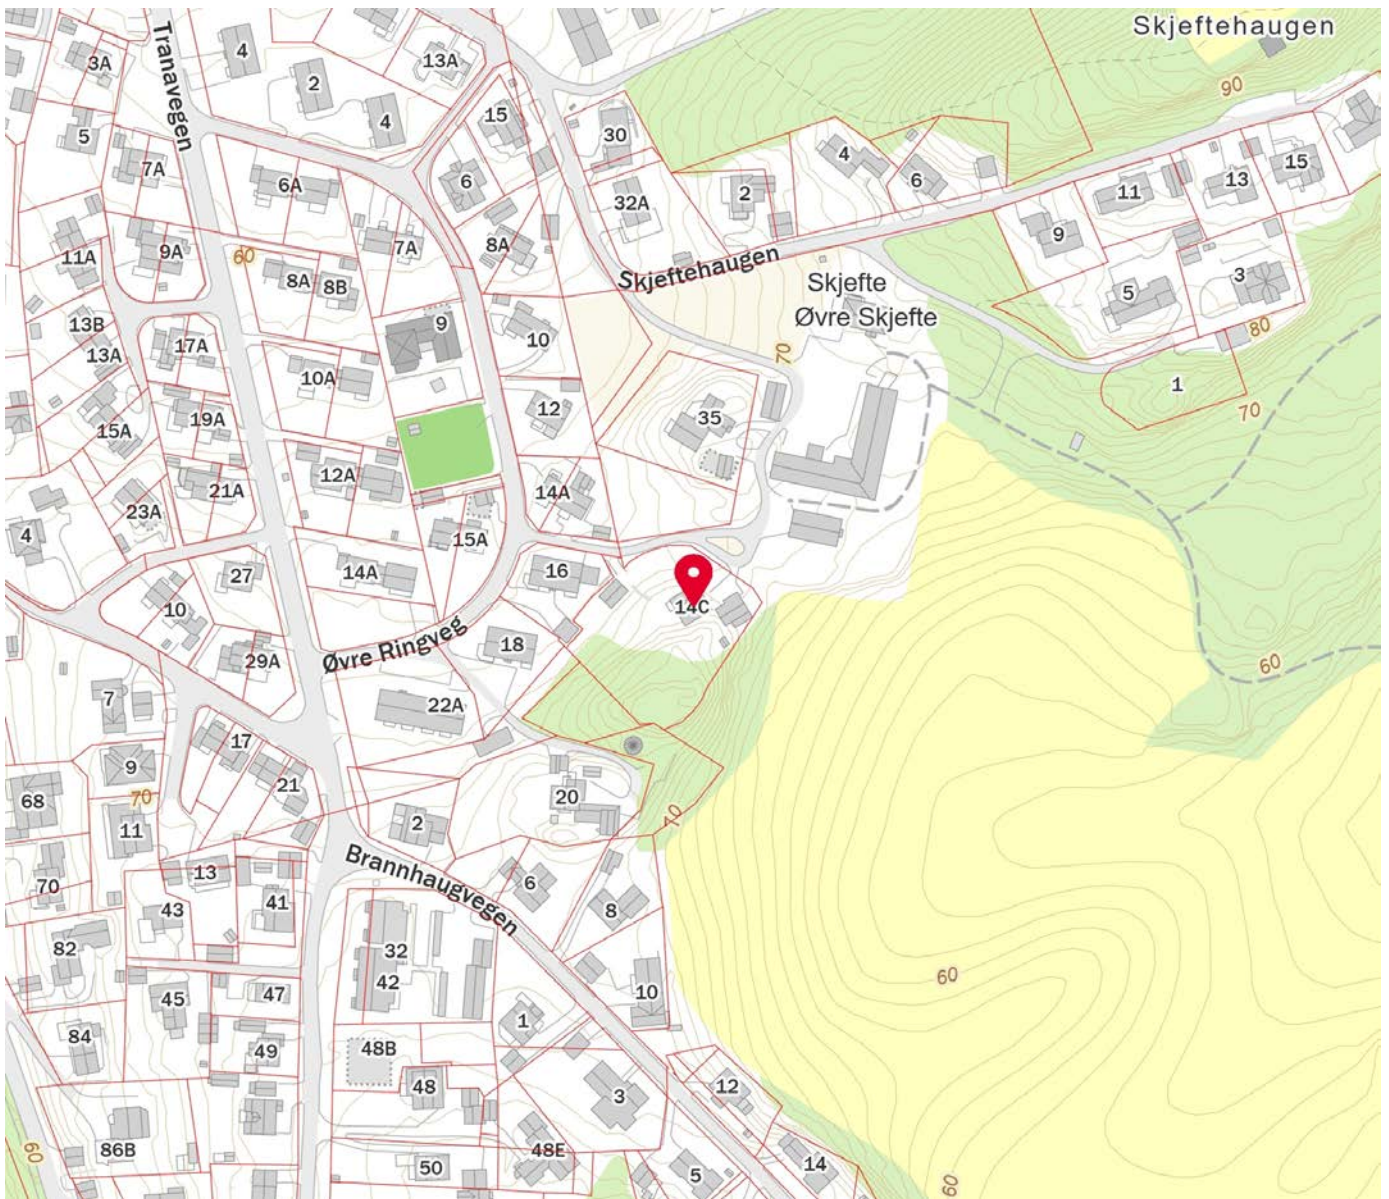 Skjeftehaugen
Tranavegen
3A
4
2
13A
4
90
5
7A
15
30
4
6
2
11
13
15
6A
6
32A
11A
9A
60
7A
8A
9
8A
8B
Skjeftehaugen
Skjefte
Øvre Skjefte
5
3
13B
13A
17A
9
10
80
70
10A
1
15A
19A
12
35
70
21A
12A
14A
23A
4
15A
27
14A
16
14C
10
29A
Øvre Ringveg
18
60
7
22A
17
9
21
68
70
11
20
2
70
Brannhaugvegen
13
6
70
43
41
8
82
32
42
60
45
47
10
84
49
1
48B
48
3
12
60
86B
48E
50
5
14
60